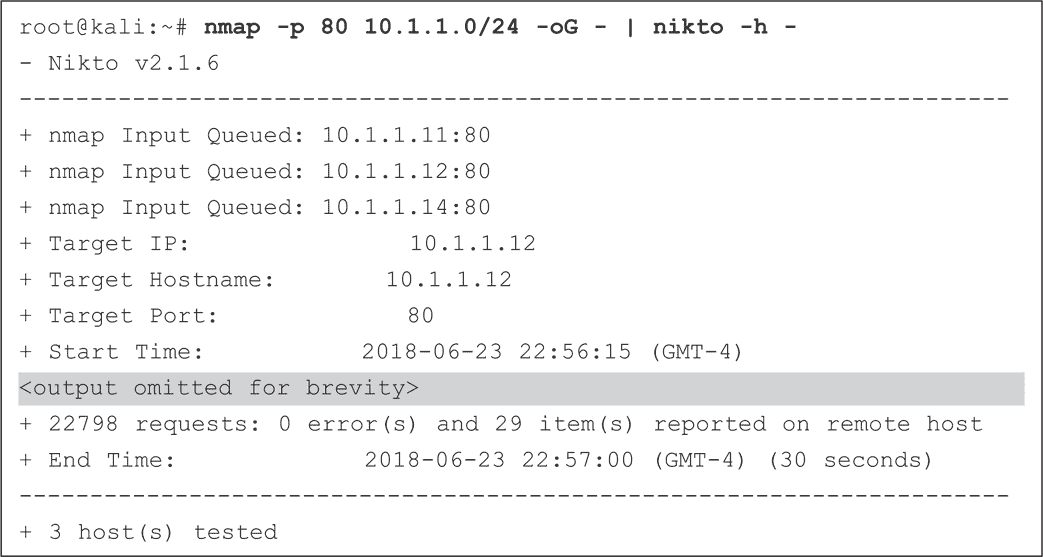 root@kali:~# nmap -p 80 10.1.1.0/24 -oG - | nikto -h -
- Nikto v2.1.6
---------------------------------------------------------------------
+ nmap Input Queued: 10.1.1.11:80
+ nmap Input Queued: 10.1.1.12:80
+ nmap Input Queued: 10.1.1.14:80
+ Target IP: 10.1.1.12
+ Target Hostname: 10.1.1.12
+ Target Port: 80
+ Start Time: 2018-06-23 22:56:15 (GMT-4)
<output omitted for brevity>
+ 22798 requests: 0 error(s) and 29 item(s) reported on remote host
+ End Time: 2018-06-23 22:57:00 (GMT-4) (30 seconds)
---------------------------------------------------------------------
+ 3 host(s) tested